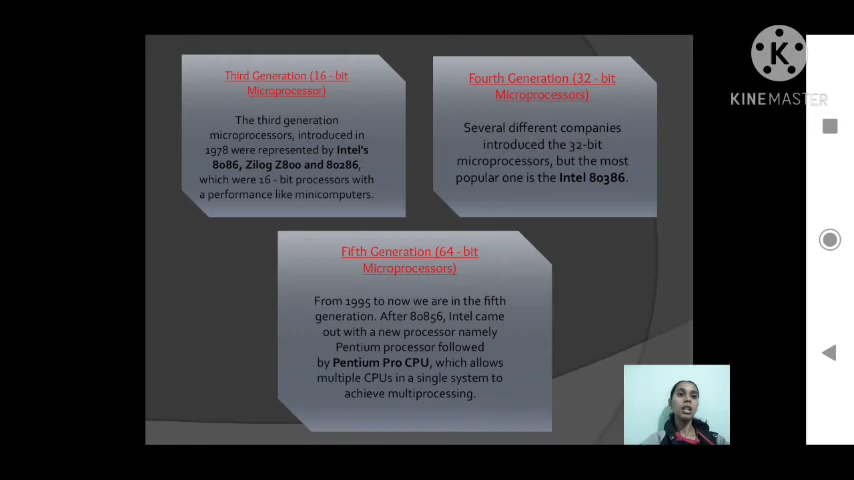 Third Generation (16 - bit
Microprocessor)
The third generation
microprocessors, introduced in
1978 were represented by Intel's
8086, Zilog Z800 and 80286,
which were 16 - bit processors with
a performance like minicomputers.
Fourth Generation (32 - bit
Microprocessors)
Several different companies
introduced the 32-bit
microprocessors, but the most
popular one is the Intel 80386.
Fifth Generation (64 - bit
Microprocessors)
From 1995 to now we are in the fifth
generation. After 80856, Intel came
out with a new processor namely
Pentium processor followed
by Pentium Pro CPU, which allows
multiple CPUs in a single system to
achieve multiprocessing.
K
KINEMASTER